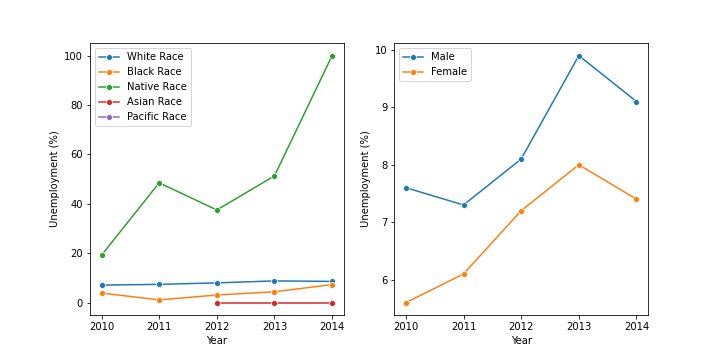 White Race
Black Race
Native Race
Asian Race
Pacific Race
100
80
60
40
20
0
Unemployment (%)
2010 2011 2012 2013 2014
Year
Male
Female
10
9
8
7
6
Unemployment (%)
2010 2011 2012 2013 2014
Year